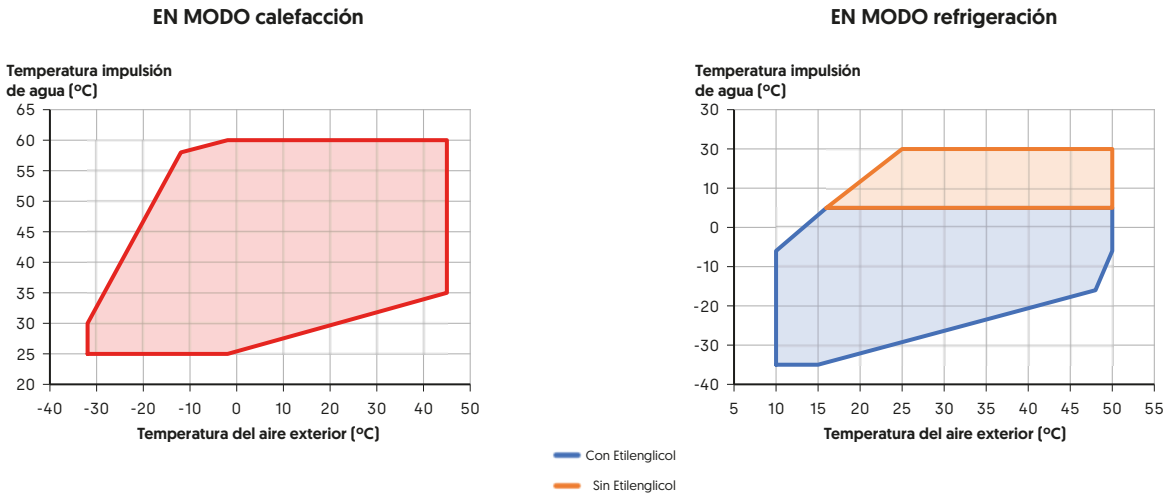 EN MODO calefacción
Temperatura impulsión
de agua (ºC)
65
60
55
50
45
40
35
30
25
20
-40 -30 -20 -10 0 10 20 30 40 50
Temperatura del aire exterior (ºC)
EN MODO refrigeración
Temperatura impulsión
de agua (ºC)
30
30
10
0
-10
-20
-30
-40
5 10 15 20 25 30 40 45 50 55
Temperatura del aire exterior (ºC)
Con Etilenglicol
Sin Etilenglicol